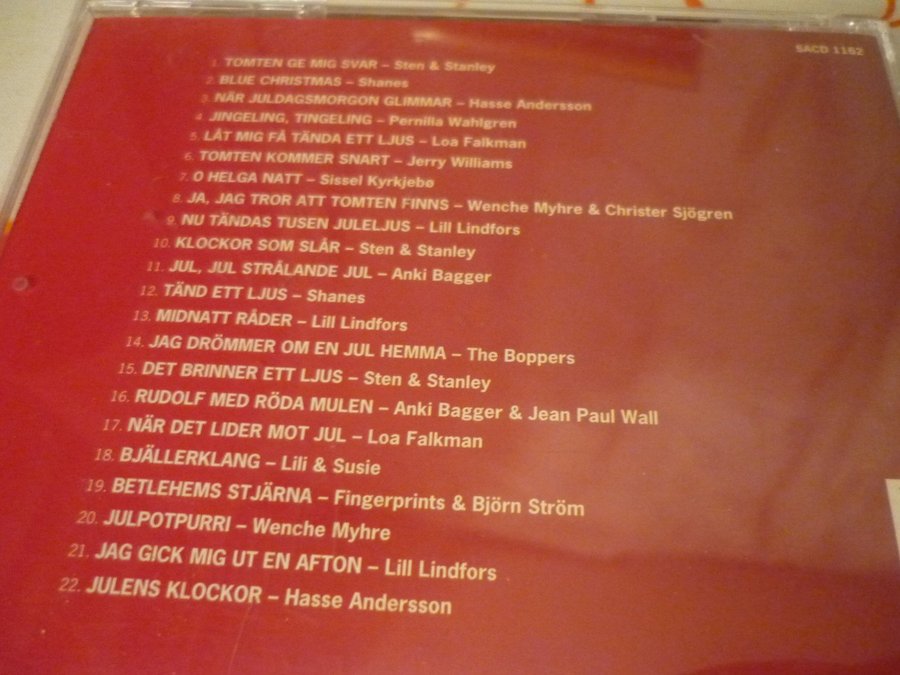 SACD 1162
1. TOMTEN GE MIG SVAR – Sten & Stanley
2. BLUE CHRISTMAS – Shanes
3. NÄR JULDAGSMORGON GLIMMAR – Hasse Andersson
4. JINGELING, TINGELING – Pernilla Wahlgren
5. LÅT MIG FÅ TÄNDA ETT LJUS – Loa Falkman
6. TOMTEN KOMMER SNART – Jerry Williams
7. O HELGA NATT – Sissel Kyrkjebø
8. JA, JAG TROR ATT TOMTEN FINNS – Wenche Myhre & Christer Sjögren
9. NU TÄNDAS TUSEN JULELJUS – Lill Lindfors
10. KLOCKOR SOM SLÅR – Sten & Stanley
11. JUL, JUL STRÅLANDE JUL – Anki Bagger
12. TÄND ETT LJUS – Shanes
13. MIDNATT RÅDER – Lill Lindfors
14. JAG DRÖMMER OM EN JUL HEMMA – The Boppers
15. DET BRINNER ETT LJUS – Sten & Stanley
16. RUDOLF MED RÖDA MULEN – Anki Bagger & Jean Paul Wall
17. NÄR DET LIDER MOT JUL – Loa Falkman
18. BJÄLLERKLANG – Lili & Susie
19. BETLEHEMS STJÄRNA – Fingerprints & Björn Ström
20. JULPOTPURRI – Wenche Myhre
21. JAG GICK MIG UT EN AFTON – Lill Lindfors
22. JULENS KLOCKOR – Hasse Andersson